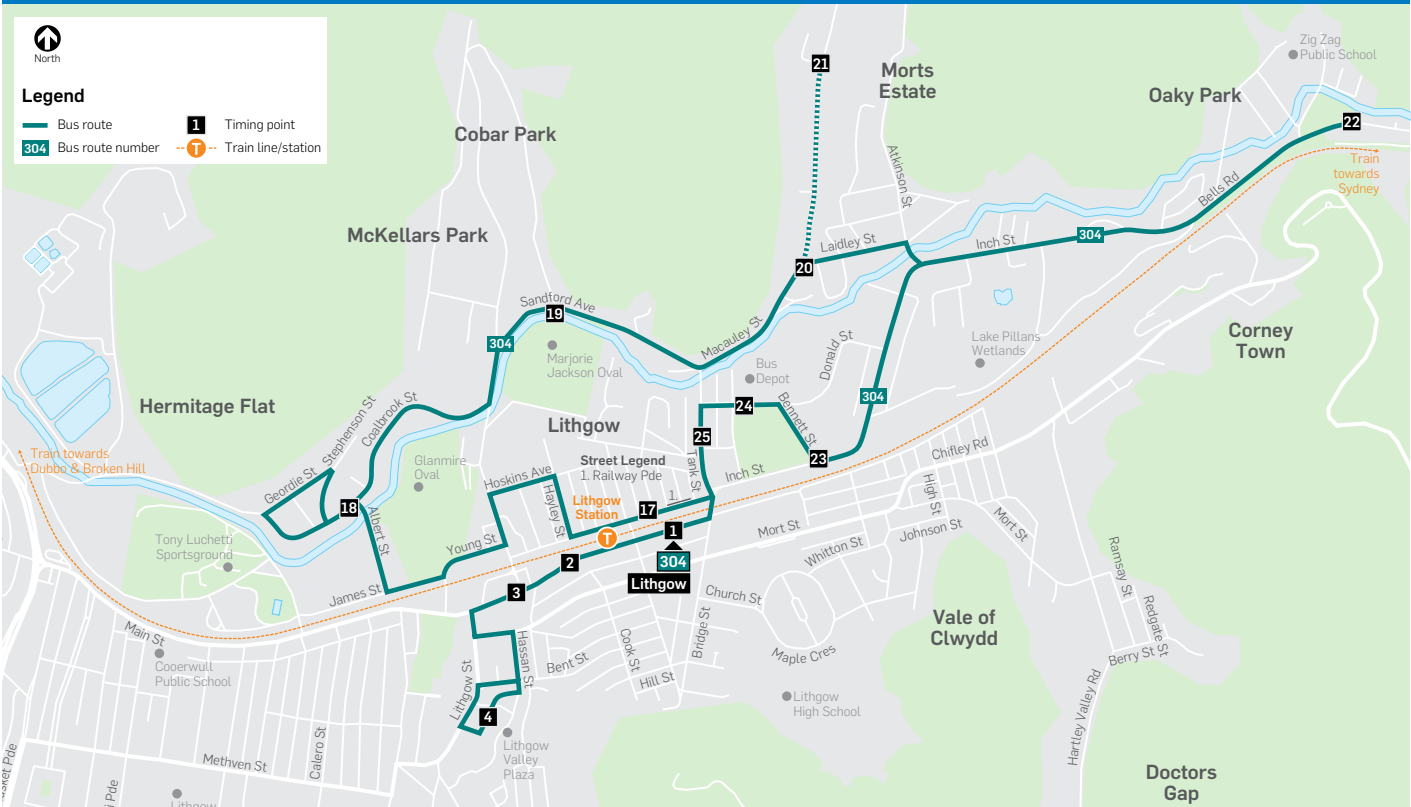 North
Legend
Bus route
1 Timing point
304 Bus route number
T Train line/station
21
Morts
Estate
Zig Zag
Public School
Oaky Park
22
Cobar Park
Atkinson St
Train
towards
Sydney
Bells Rd
McKellars Park
304
Inch St
Laidley St
20
Sandford Ave
19
304
Macauley St
Marjorie
Jackson Oval
Bus
Depot
Donald St
Lake Pillans
Wetlands
Corney
Town
Hermitage Flat
Stephenson St
Coalbrook St
304
24
Bennett St
Lithgow
25
Train towards
Dubbo & Broken Hill
Glanmire
Oval
Street Legend
1. Railway Pde
Tank St
23
Chifley Rd
Geordie St
Hoskins Ave
Inch St
18
Lithgow
Station
17
1.
High St
Albert St
Hayley St
T
1
Mort St
Mort St
Johnson St
Tony Luchetti
Sportsground
Young St
2
304
Lithgow
Whitton St
Ramsay St
James St
3
Church St
Redgate St
Vale of
Clwydd
Main St
Hassan St
Cook St
Bridge St
Maple Cres
Bent St
Berry St
Cooerwull
Public School
Hill St
Lithgow St
4
Lithgow
High School
Hartley Valley Rd
Lithgow
Valley
Plaza
Calero St
Methven St
Doctors
Gap
Pde
Lithgow